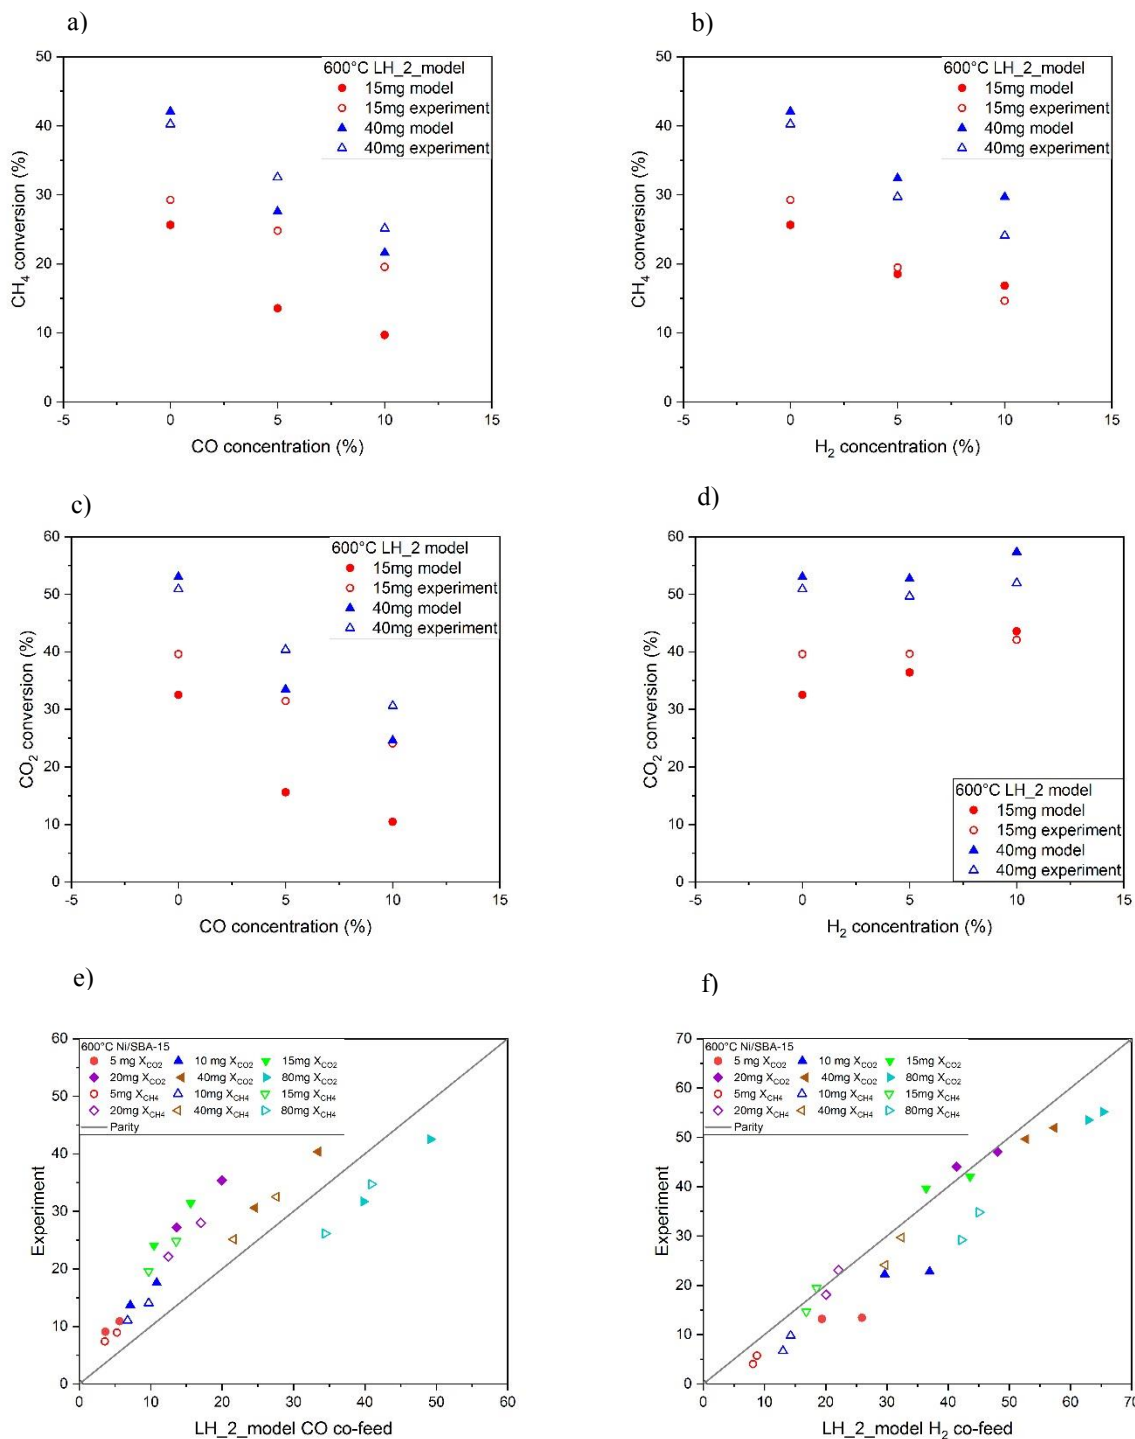 a)
50
40
30
20
10
0
CH4 conversion (%)
600°C LH_2_model
15mg model
15mg experiment
40mg model
40mg experiment
-5 0 5 10 15
CO concentration (%)
b)
50
40
30
20
10
0
CH4 conversion (%)
600°C LH_2_model
15mg model
15mg experiment
40mg model
40mg experiment
-5 0 5 10 15
H2 concentration (%)
c)
60
50
40
30
20
10
0
CO2 conversion (%)
600°C LH_2 model
15mg model
15mg experiment
40mg model
40mg experiment
-5 0 5 10 15
CO concentration (%)
d)
60
50
40
30
20
10
0
CO2 conversion (%)
600°C LH_2 model
15mg model
15mg experiment
40mg model
40mg experiment
-5 0 5 10 15
H2 concentration (%)
e)
60
50
40
30
20
10
0
Experiment
600°C Ni/SBA-15
5 mg XCO2 10 mg XCO2 15mg XCO2
20mg XCO2 40mg XCO2 80mg XCO2
5mg XCH4 10mg XCH4 15mg XCH4
20mg XCH4 40mg XCH4 80mg XCH4
Parity
0 10 20 30 40 50 60
LH_2_model CO co-feed
f)
70
60
50
40
30
20
10
0
Experiment
600°C Ni/SBA-15
5 mg XCO2 10 mg XCO2 15mg XCO2
20mg XCO2 40mg XCO2 80mg XCO2
5mg XCH4 10mg XCH4 15mg XCH4
20mg XCH4 40mg XCH4 80mg XCH4
Parity
0 10 20 30 40 50 60 70
LH_2_model H2 co-feed